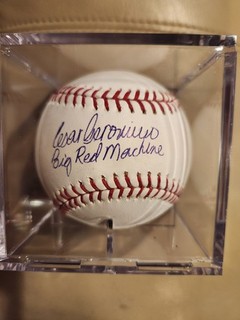 Cesar Geronimo
Big Red Machine